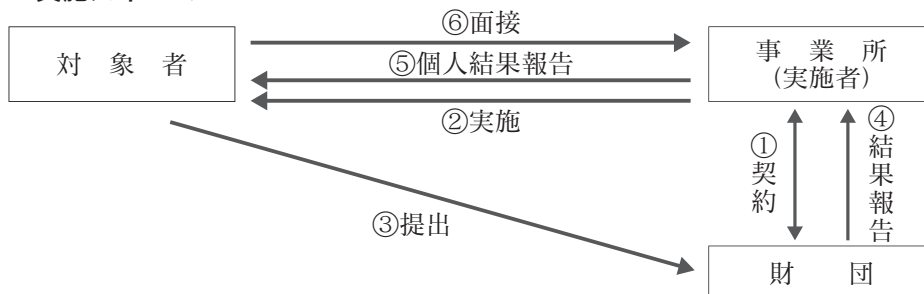 ⑥面接
対象者
⑤個人結果報告
事業所
(実施者)
②実施
①契約
④結果報告
③提出
財団